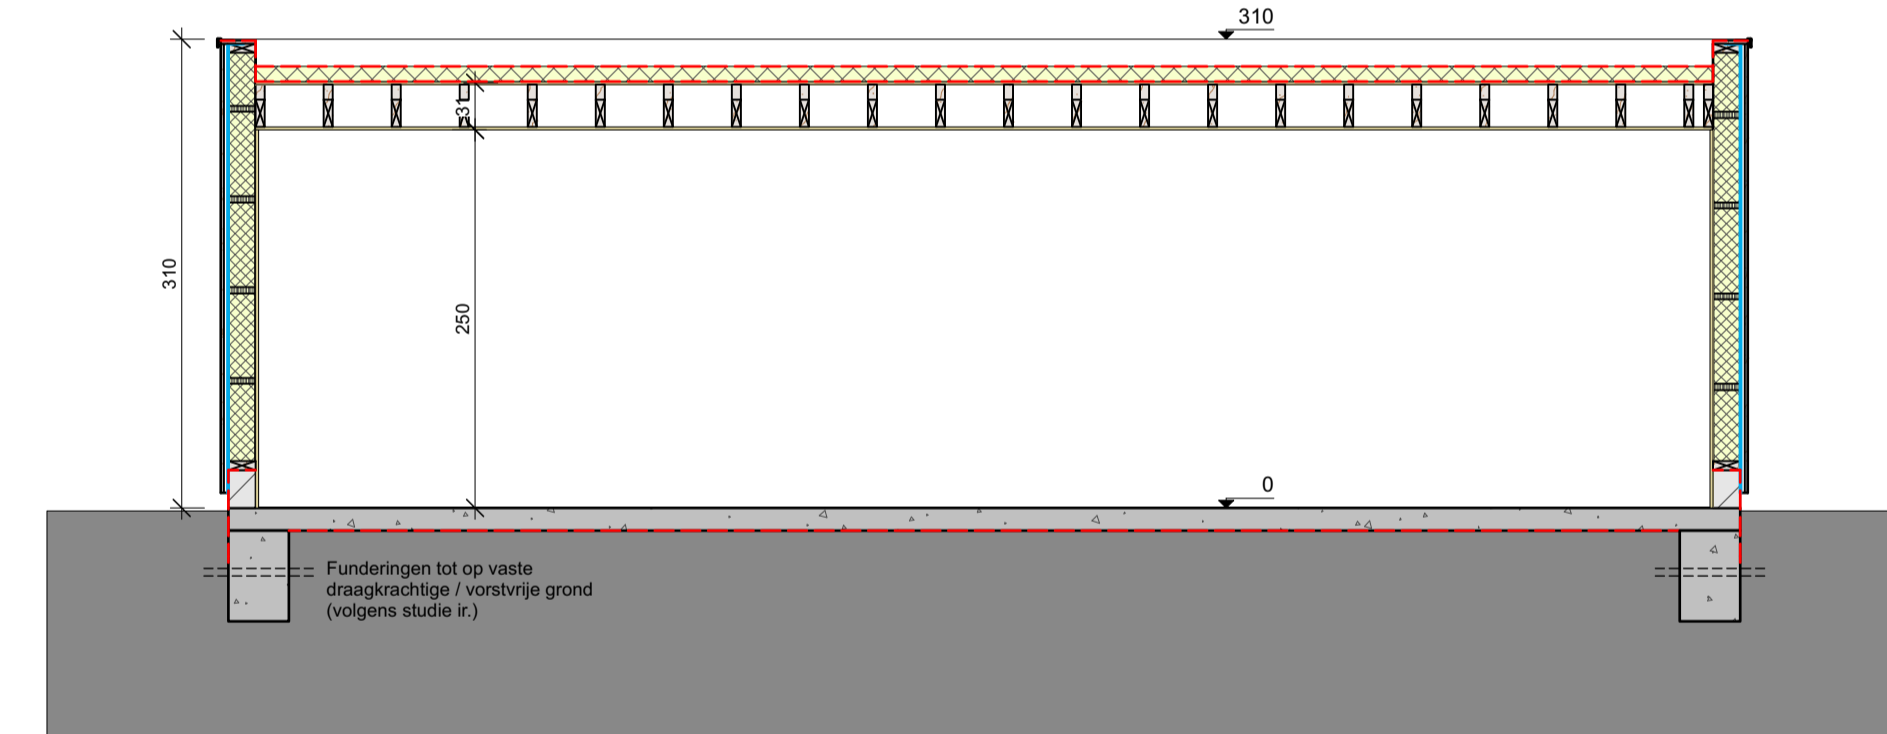 310
31
310
250
0
Funderingen tot op vaste
draagkrachtige / vorstvrije grond
(volgens studie ir.)